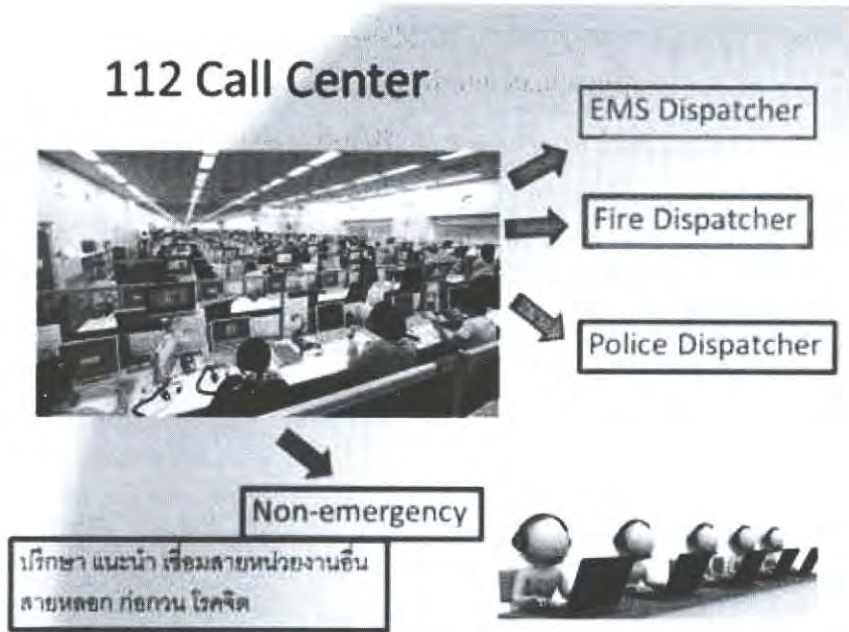 112 Call Center
EMS Dispatcher
Fire Dispatcher
Police Dispatcher
Non-emergency
ปรึกษา แนะนำ เชื่อมสายหน่วยงานอื่น
สายหลอก ก่อกวน โรคจิต